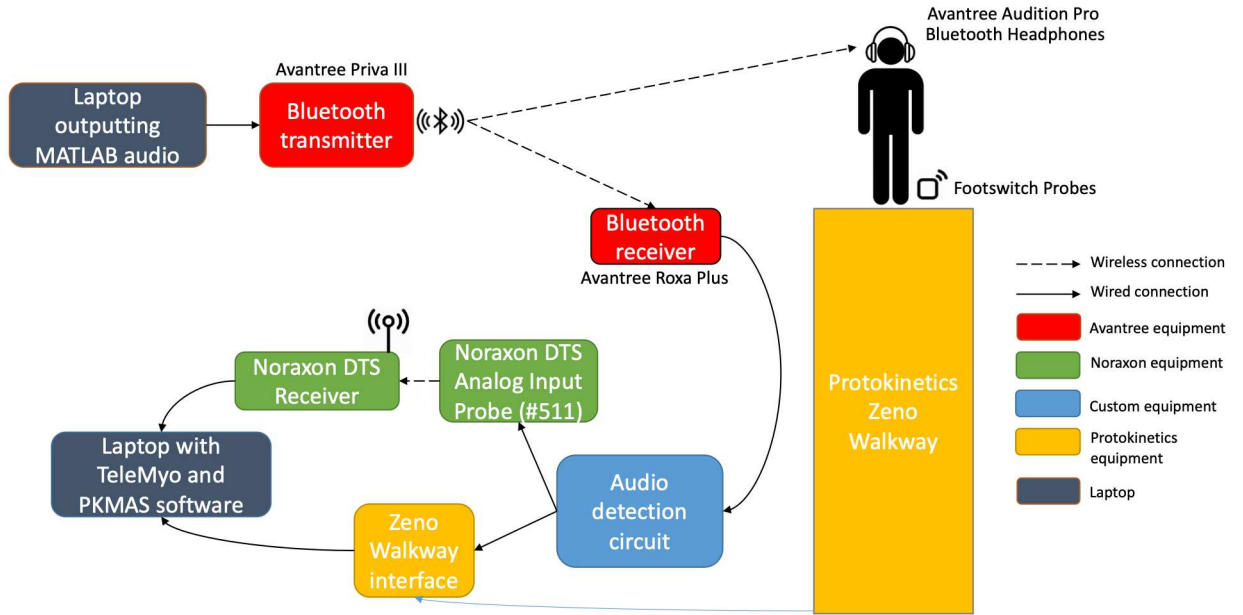 Avantree Audition Pro
Bluetooth Headphones
Avantree Priva III
Laptop
outputting
MATLAB audio
Bluetooth
transmitter
Footswitch Probes
Bluetooth
receiver
Avantree Roxa Plus
Wireless connection
Wired connection
Avantree equipment
Noraxon equipment
Custom equipment
Protokinetics
equipment
Laptop
Noraxon DTS
Receiver
Noraxon DTS
Analog Input
Probe (#511)
Protokinetics
Zeno
Walkway
Laptop with
TeleMyo and
PKMAS software
Audio
detection
circuit
Zeno
Walkway
interface